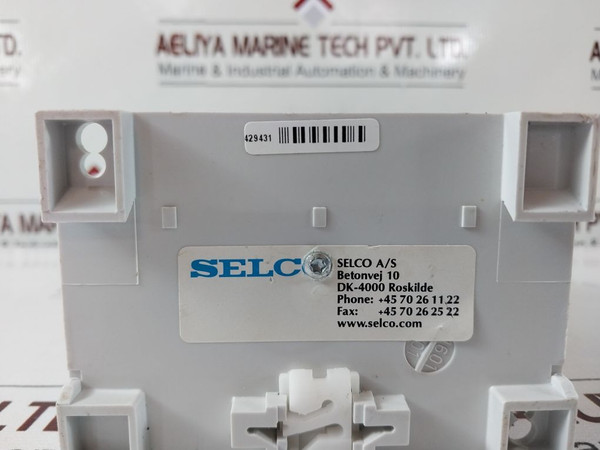 AELIYA MARINE TECH PVT. LTD.
Marine & Industrial Automation & Machinery
429431
SELCO
SELCO A/S
Betonvej 10
DK-4000 Roskilde
Phone: +45 70 26 11 22
Fax: +45 70 26 25 22
www.selco.com